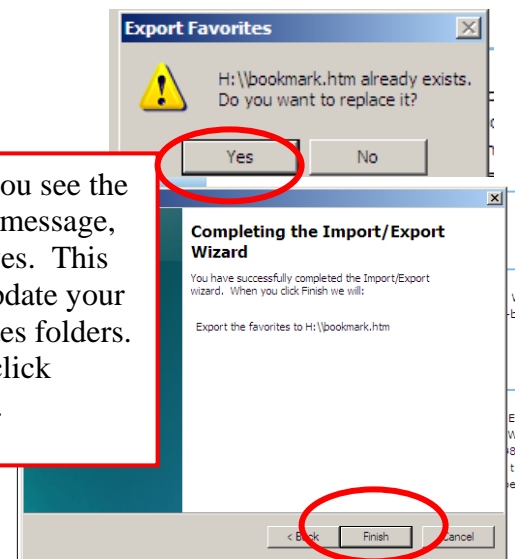 Export Favorites
H:\\bookmark.htm already exists.
Do you want to replace it?
Yes No
ou see the
message,
es. This
pdate your
es folders.
lick
Completing the Import/Export
Wizard
You have successfully completed the Import/Export
wizard. When you click Finish we will:
Export the favorites to H:\\bookmark.htm
< Back Finish Cancel